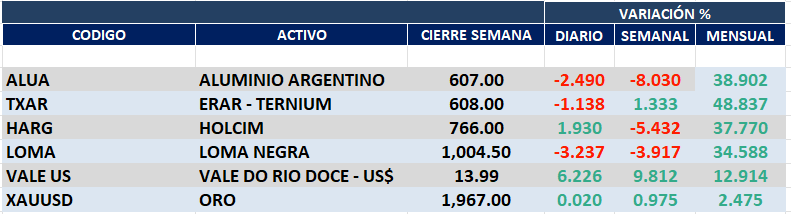 VARIACIÓN %
CODIGO ACTIVO CIERRE SEMANA DIARIO SEMANAL MENSUAL
ALUA ALUMINIO ARGENTINO 607.00 -2.490 -8.030 38.902
TXAR ERAR - TERNIUM 608.00 -1.138 1.333 48.837
HARG HOLCIM 766.00 1.930 -5.432 37.770
LOMA LOMA NEGRA 1,004.50 -3.237 -3.917 34.588
VALE US VALE DO RIO DOCE - US$ 13.99 6.226 9.812 12.914
XAUUSD ORO 1,967.00 0.020 0.975 2.475